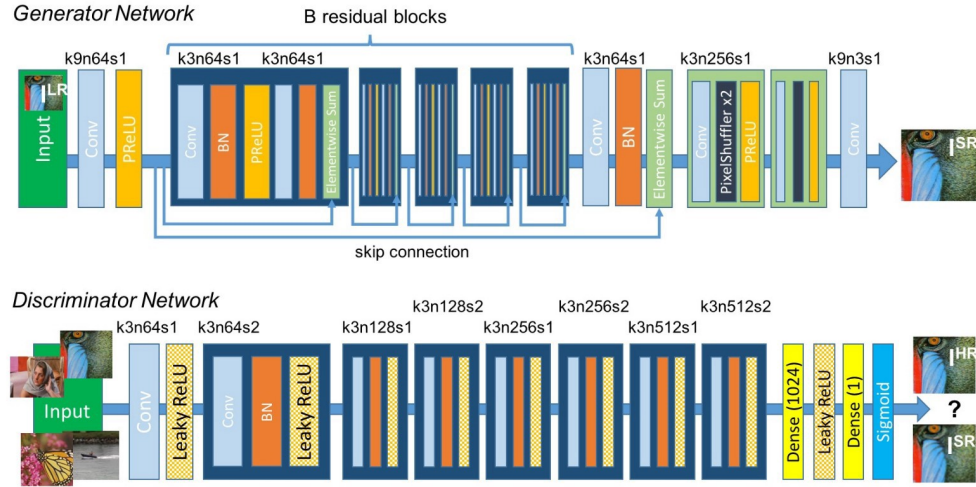 Generator Network
B residual blocks
k9n64s1
k3n64s1
k3n64s1
k3n64s1
k3n256s1
k9n3s1
I^LR
Input
Conv
PReLU
Conv
BN
PReLU
Elementwise Sum
Conv
BN
Elementwise Sum
Conv
PixelShuffler x2
PReLU
Conv
I^SR
skip connection
Discriminator Network
k3n128s2
k3n256s2
k3n512s2
k3n64s1
k3n64s2
k3n128s1
k3n256s1
k3n512s1
Input
Conv
Leaky ReLU
Conv
BN
Leaky ReLU
Dense (1024)
Leaky ReLU
Dense (1)
Sigmoid
I^HR
?
I^SR